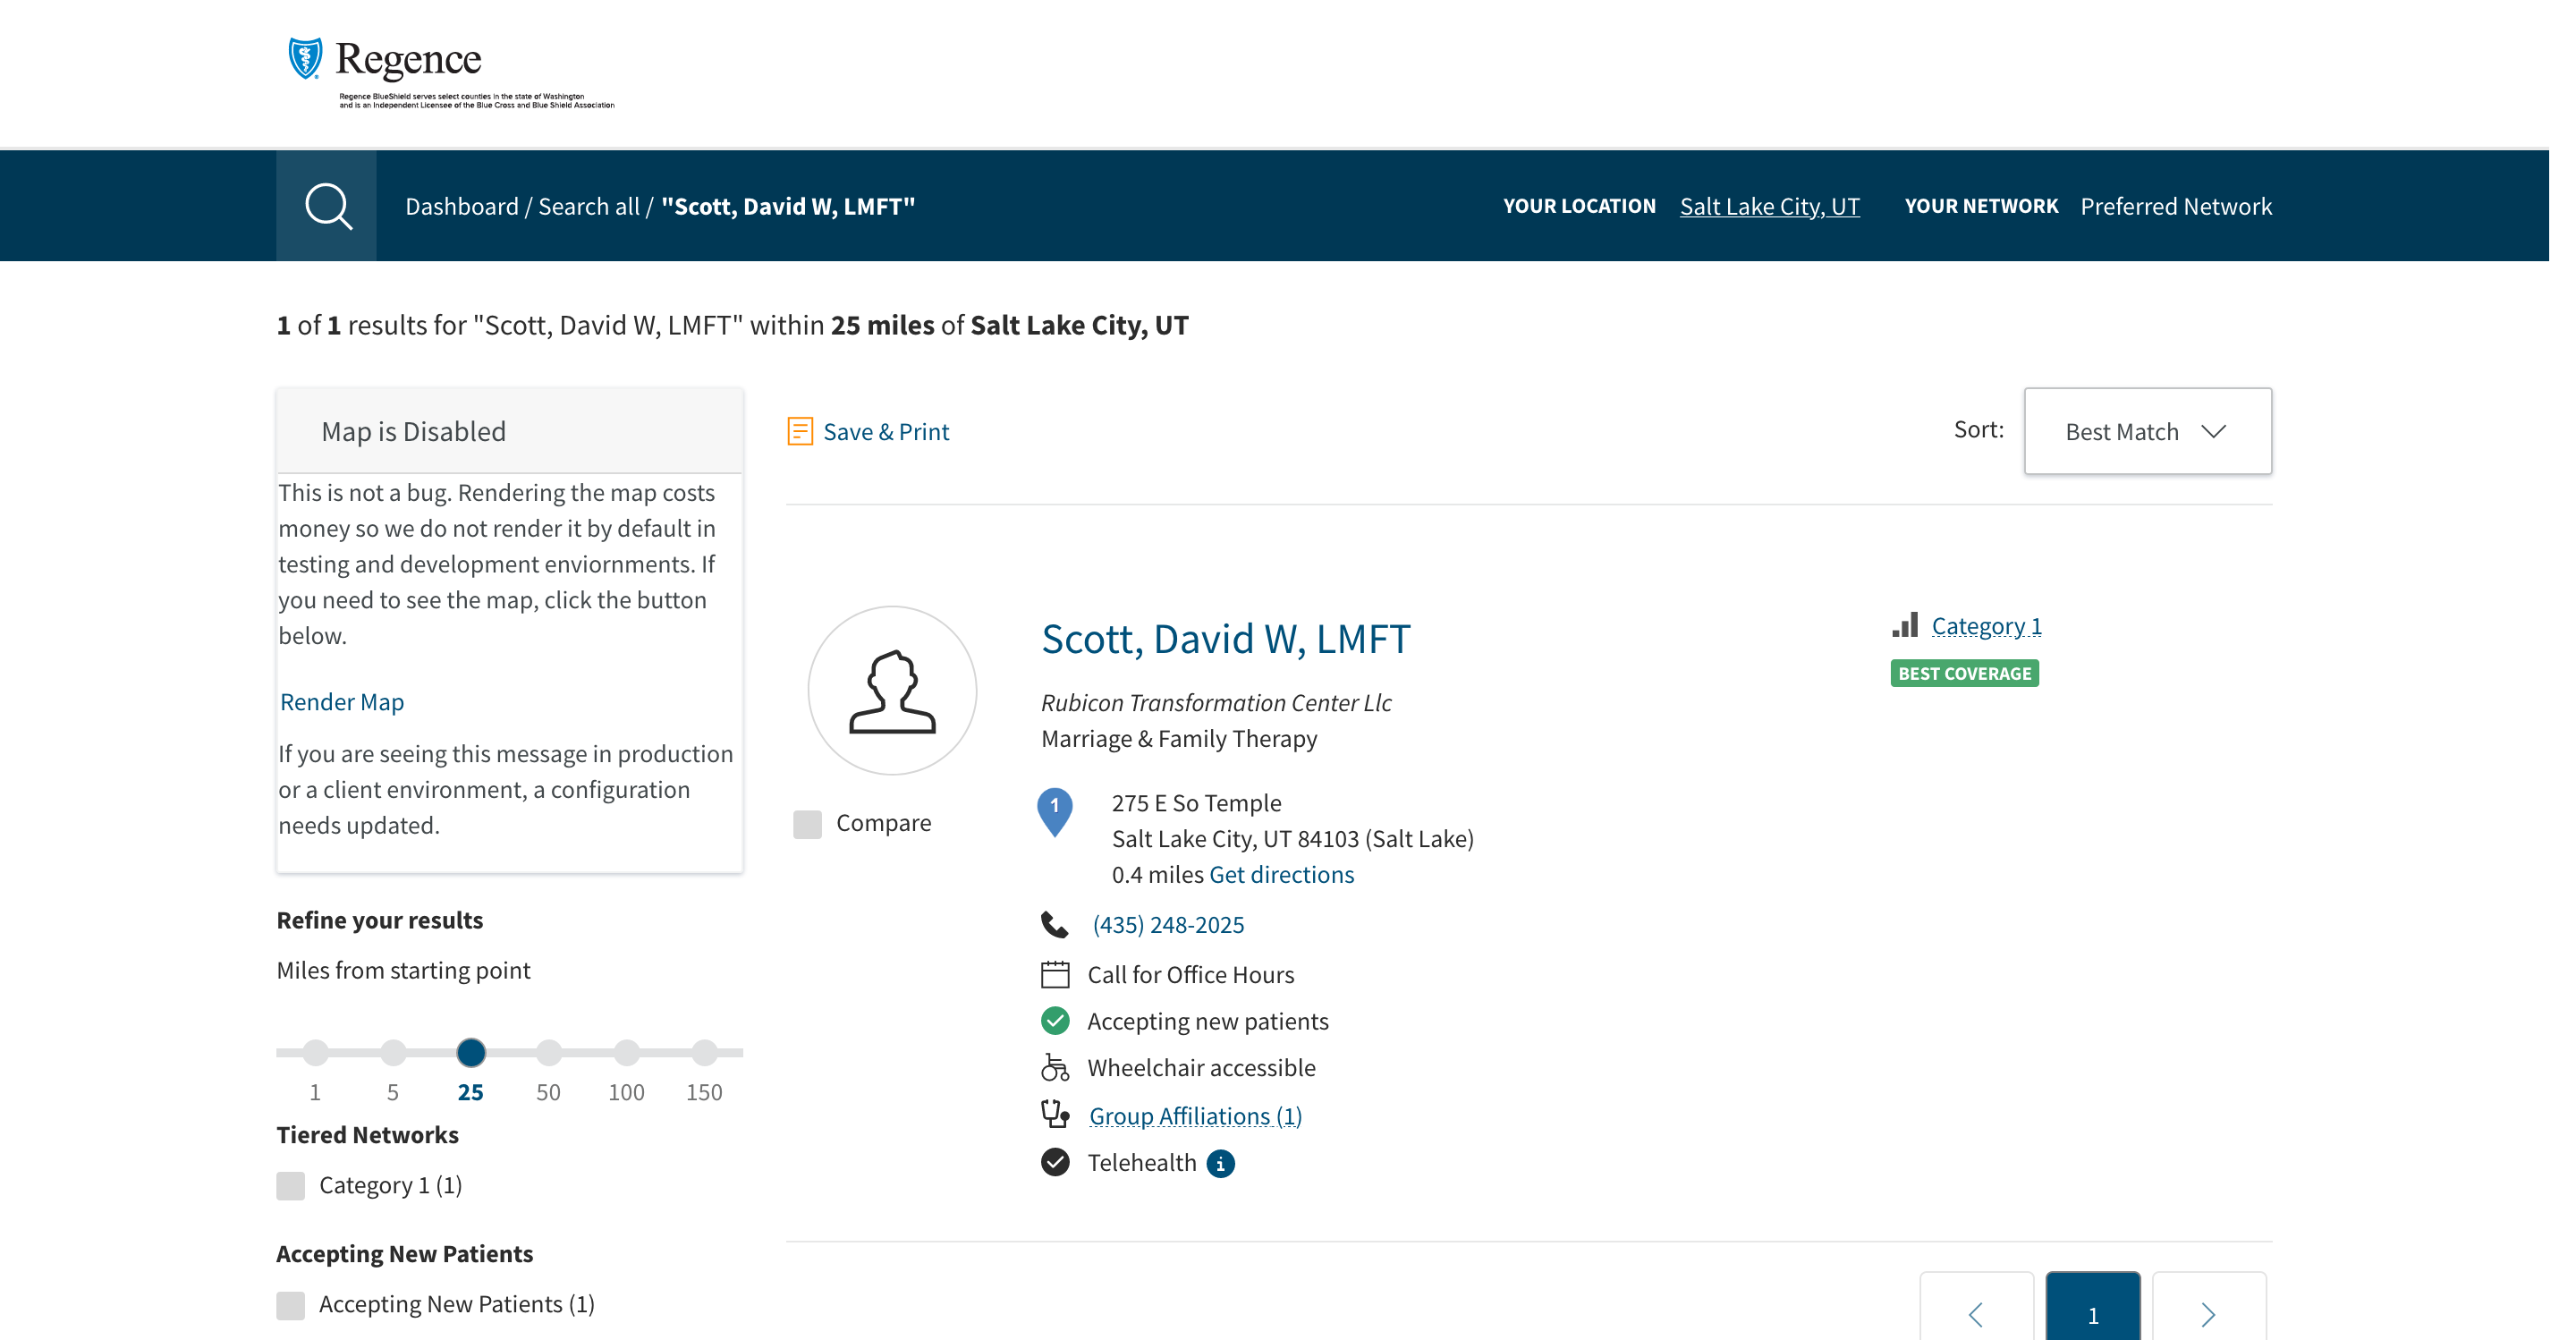 Regence
Regence BlueShield serves select counties in the state of Washington
and is an Independent Licensee of the Blue Cross and Blue Shield Association
Dashboard / Search all / "Scott, David W, LMFT"
YOUR LOCATION Salt Lake City, UT YOUR NETWORK Preferred Network
1 of 1 results for "Scott, David W, LMFT" within 25 miles of Salt Lake City, UT
Map is Disabled
This is not a bug. Rendering the map costs
money so we do not render it by default in
testing and development enviornments. If
you need to see the map, click the button
below.
Render Map
If you are seeing this message in production
or a client environment, a configuration
needs updated.
Refine your results
Miles from starting point
1 5 25 50 100 150
Tiered Networks
Category 1 (1)
Accepting New Patients
Accepting New Patients (1)
Save & Print
Sort: Best Match
Compare
Scott, David W, LMFT
Rubicon Transformation Center Llc
Marriage & Family Therapy
1
275 E So Temple
Salt Lake City, UT 84103 (Salt Lake)
0.4 miles Get directions
(435) 248-2025
Call for Office Hours
Accepting new patients
Wheelchair accessible
Group Affiliations (1)
Telehealth i
Category 1
BEST COVERAGE
1